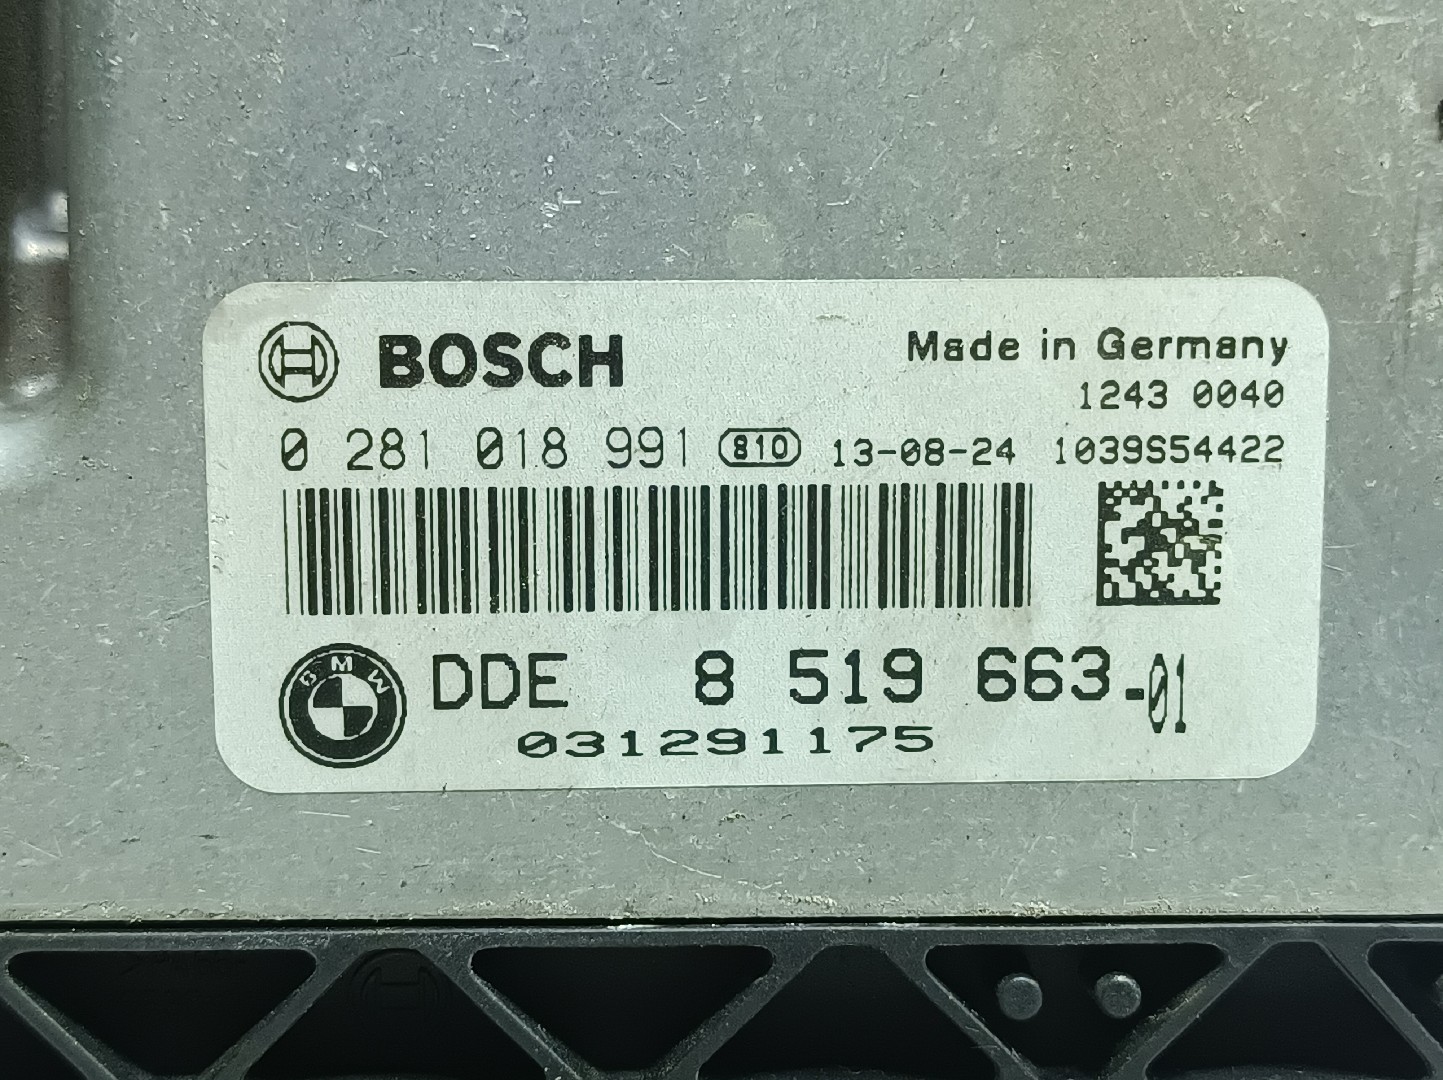 BOSCH
Made in Germany
1243 0040
0 281 018 991 810 13-08-24 1039S54422
BMW DDE 8 519 663-01
031291175